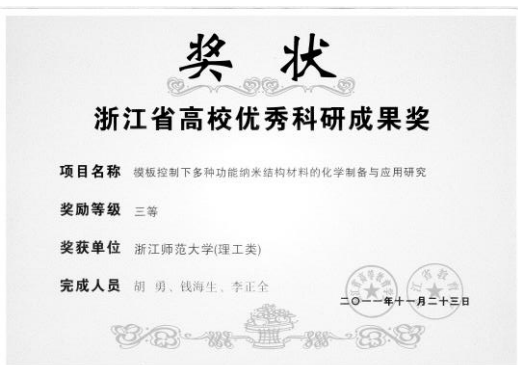 奖 状
浙江省高校优秀科研成果奖
项目名称 模板控制下多种功能纳米结构材料的化学制备与应用研究
奖励等级 三等
奖获单位 浙江师范大学(理工类)
完成人员 胡 勇、钱海生、李正全
二〇一一年十一月二十三日